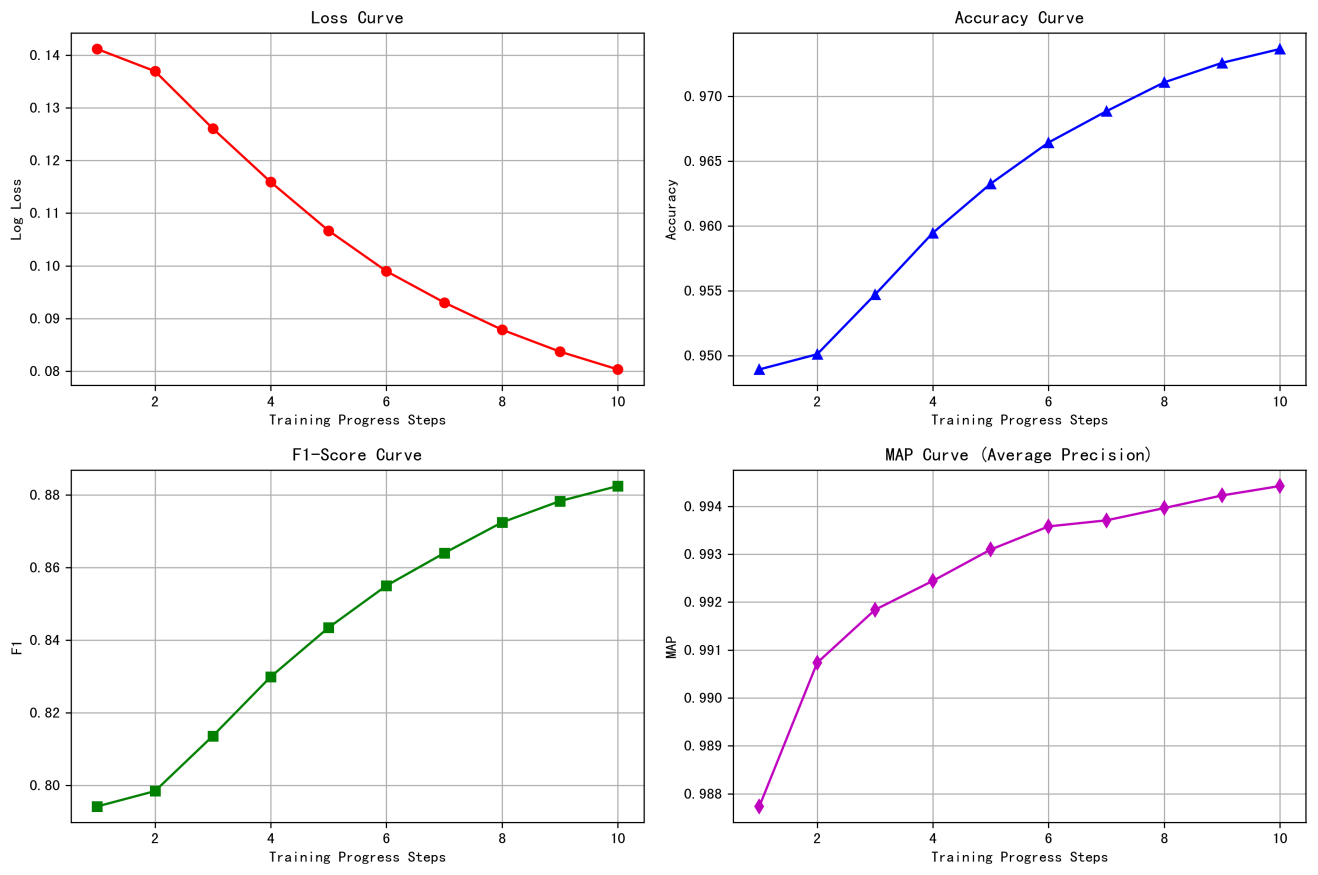 Loss Curve
Log Loss
0.14
0.13
0.12
0.11
0.10
0.09
0.08
2 4 6 8 10
Training Progress Steps
Accuracy Curve
Accuracy
0.970
0.965
0.960
0.955
0.950
2 4 6 8 10
Training Progress Steps
F1-Score Curve
F1
0.88
0.86
0.84
0.82
0.80
2 4 6 8 10
Training Progress Steps
MAP Curve (Average Precision)
MAP
0.994
0.993
0.992
0.991
0.990
0.989
0.988
2 4 6 8 10
Training Progress Steps